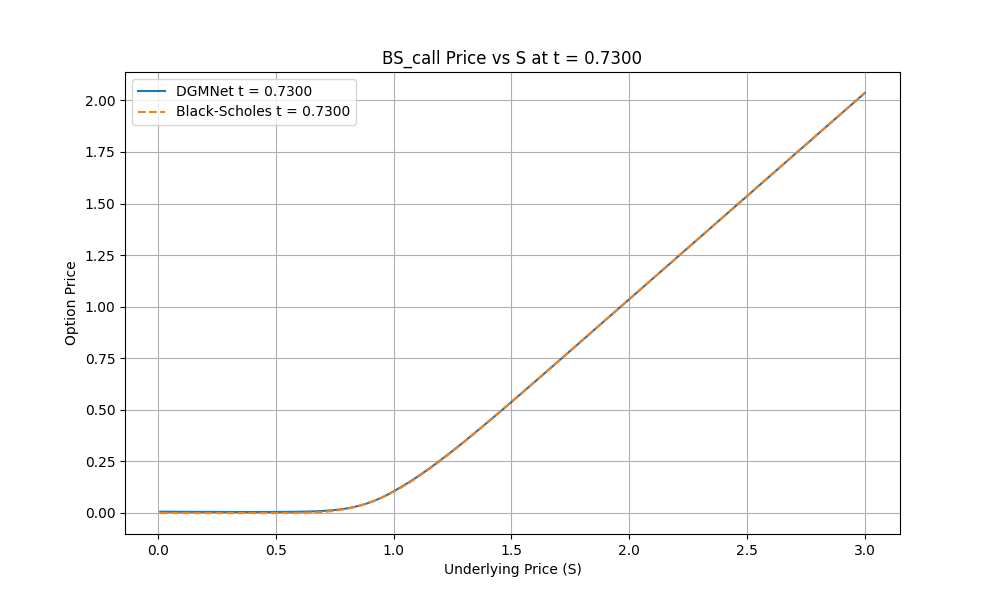 BS_call Price vs S at t = 0.7300
DGMNet t = 0.7300
Black-Scholes t = 0.7300
Option Price
2.00
1.75
1.50
1.25
1.00
0.75
0.50
0.25
0.00
0.0 0.5 1.0 1.5 2.0 2.5 3.0
Underlying Price (S)